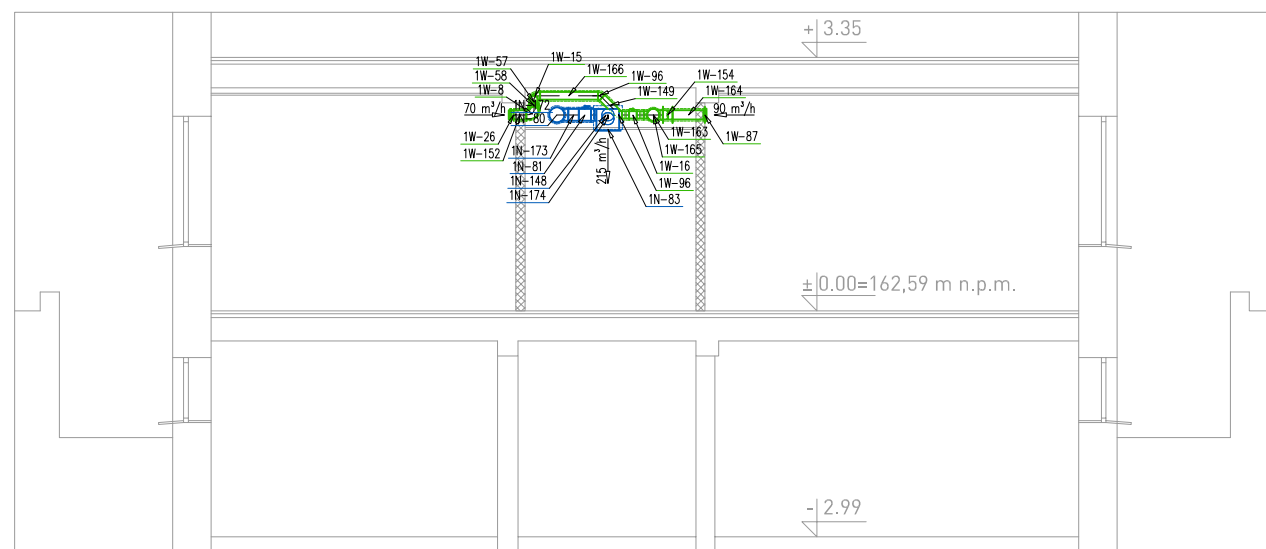 + 3.35
1W-57
1W-15
1W-166
1W-96
1W-154
1W-58
1W-149
1W-164
1W-8
1N-172
70 m³/h
90 m³/h
1N-80
1W-26
1W-163
1W-87
1W-152
1N-173
1W-165
1N-81
1W-16
1N-148
1W-96
1N-174
1N-83
215 m³/h
±0.00=162,59 m n.p.m.
- 2.99